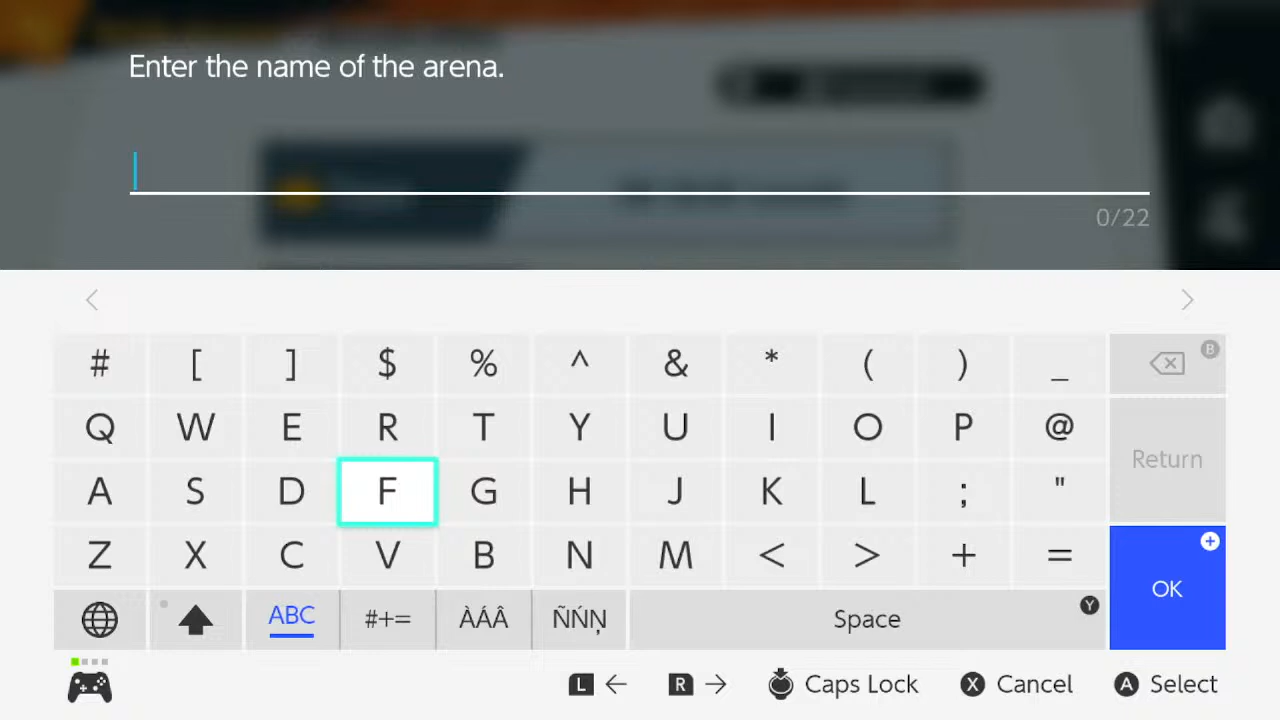 Enter the name of the arena.
0/22
# [ ] $ % ^ & * ( ) _ B
Q W E R T Y U I O P @
Return
A S D F G H J K L ; "
Z X C V B N M < > + =
OK
ABC #+= ÀÁÂ ÑŃŅ Space Y
L ← R → Caps Lock X Cancel A Select